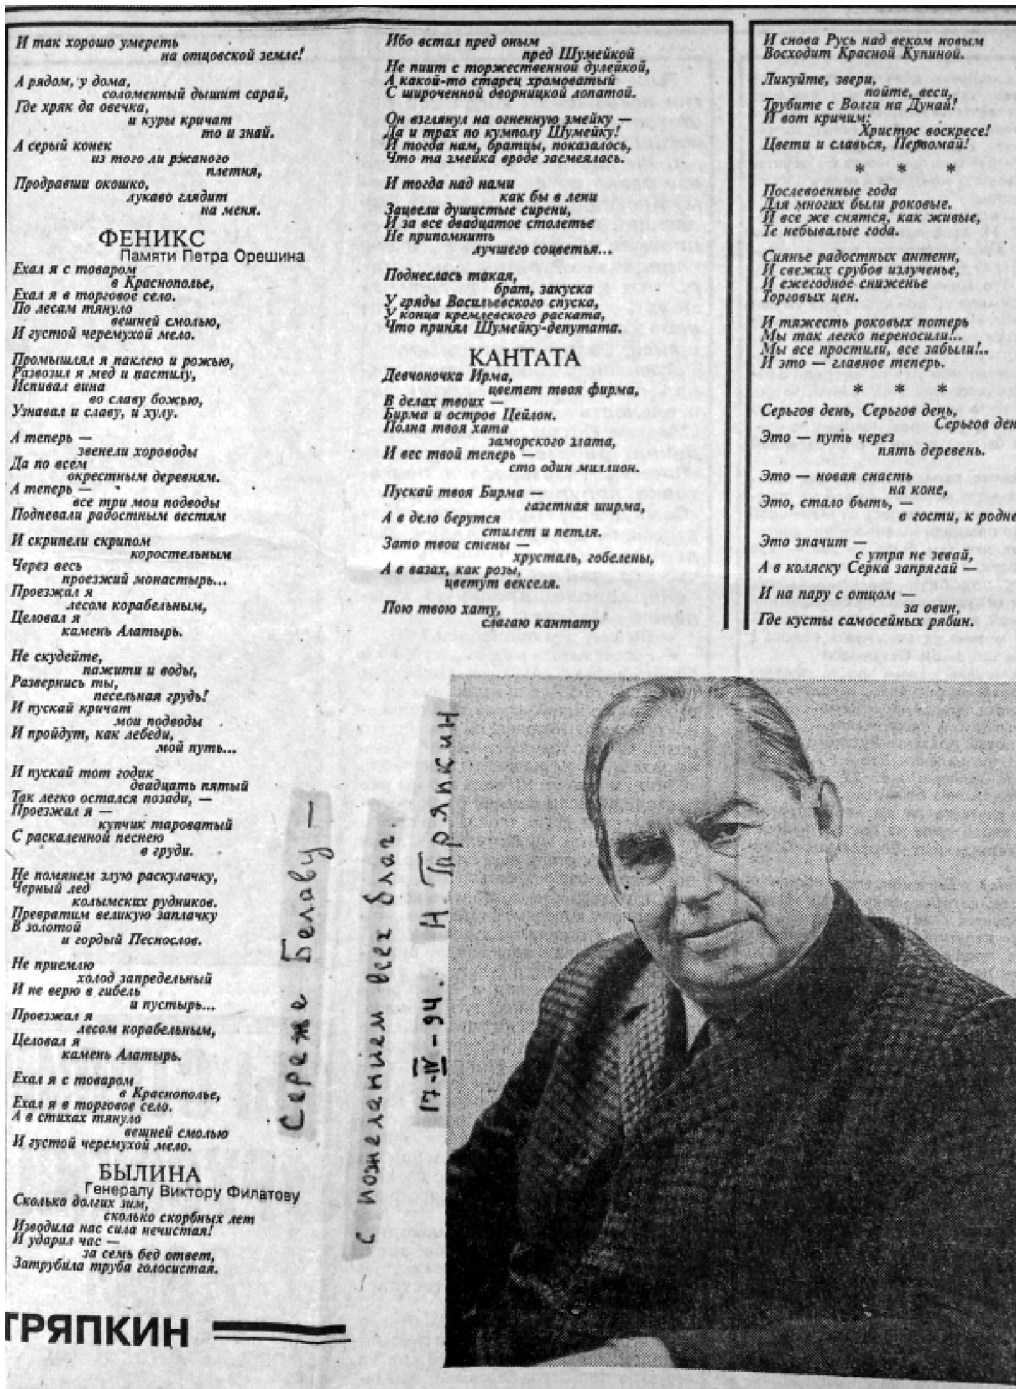 И так хорошо умереть
на отцовской земле!
А рядом, у дома,
соломенный дышит сарай,
Где хряк да овечка,
и куры кричат
то и знай.
А серый конек
из того ли ржаного
плетня,
Продравши окошко,
лукаво глядит
на меня.
ФЕНИКС
Памяти Петра Орешина
Ехал я с товаром
в Краснополье,
Ехал я в торговое село.
По лесам тянуло
вешней смолью,
И густой черемухой мело.
Промышлял я паклею и рожью,
Развозил я мед и пастилу,
Испивал вина
во славу божью,
Узнавал и славу, и хулу.
А теперь —
звенели хороводы
Да по всем
окрестным деревням.
А теперь —
все три мои подводы
Подпевали радостным вестям
И скрипели скрипом
коростельным
Через весь
проезжий монастырь...
Проезжал я
лесом корабельным,
Целовал я
камень Алатырь.
Не скудейте,
пажити и воды,
Развернись ты,
песельная грудь!
И пускай кричат
мои подводы
И пройдут, как лебеди,
мой путь...
И пускай тот годик
двадцать пятый
Так легко остался позади, —
Проезжал я —
купчик тароватый
С раскаленной песнею
в груди.
Не помянем злую раскулачку,
Черный лед
колымских рудников.
Превратим великую заплачку
В золотой
и гордый Песнослов.
Не приемлю
холод запредельный
И не верю в гибель
и пустырь...
Проезжал я
лесом корабельным,
Целовал я
камень Алатырь.
Ехал я с товаром
в Краснополье,
Ехал я в торговое село.
А в стихах тянуло
вешней смолью
И густой черемухой мело.
БЫЛИНА
Генералу Виктору Филатову
Сколько долгих зим,
сколько скорбных лет
Изводила нас сила нечистая!
И ударил час —
за семь бед ответ,
Затрубила труба голосистая.
Ибо встал пред оным
пред Шумейкой
Не пиит с торжественной дулейкой,
А какой-то старец хромоватый
С широченной дворницкой лопатой.
Он взглянул на огненную змейку —
Да и трах по кумполу Шумейку!
И тогда нам, братцы, показалось,
Что та змейка вроде засмеялась.
И тогда над нами
как бы в лени
Зацвели душистые сирени,
И за все двадцатое столетье
Не припомнить
лучшего соцветья...
Поднеслась такая,
брат, закуска
У гряды Васильевского спуска,
У конца кремлевского раската,
Что принял Шумейку-депутата.
КАНТАТА
Девчоночка Ирма,
цветет твоя фирма,
В делах твоих —
Бирма и остров Цейлон.
Полна твоя хата
заморского злата,
И вес твой теперь —
сто один миллион.
Пускай твоя Бирма —
газетная ширма,
А в дело берутся
стилет и петля.
Зато твои стены —
хрусталь, гобелены,
А в вазах, как розы,
цветут векселя.
Пою твою хату,
слагаю кантату
И снова Русь над веком новым
Восходит Красной Купиной.
Ликуйте, звери,
пойте, веси,
Трубите с Волги на Дунай!
И вот кричим:
Христос воскресе!
Цвети и славься, Первомай!
* * *
Послевоенные года
Для многих были роковые.
И все же снятся, как живые,
Те небывалые года.
Сиянье радостных антенн,
И свежих срубов излученье,
И ежегодное сниженье
Торговых цен.
И тяжесть роковых потерь
Мы так легко переносили!...
Мы все простили, все забыли!..
И это — главное теперь.
* * *
Серьгов день, Серьгов день,
Серьгов ден
Это — путь через
пять деревень.
Это — новая снасть
на коне,
Это, стало быть, —
в гости, к родне
Это значит —
с утра не зевай,
А в коляску Серка запрягай —
И на пару с отцом —
за овин,
Где кусты самосейных рябин.
Сереже Белову —
с пожеланием всех благ.
17-IV-94. Н Тряпкин
ТРЯПКИН